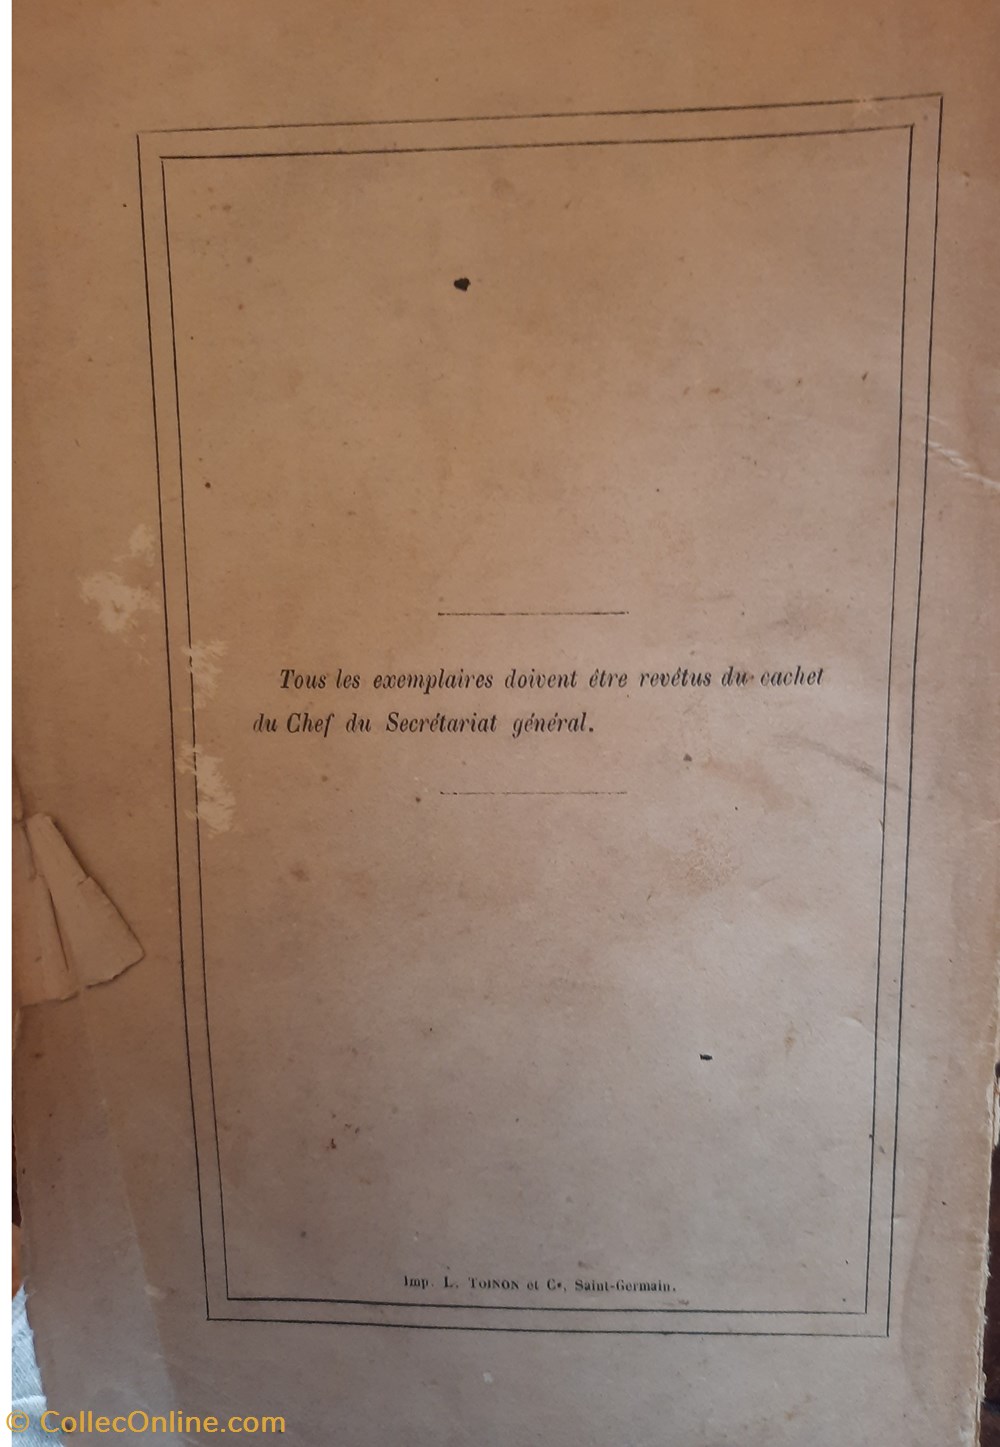 Tous les exemplaires doivent être revêtus du cachet
du Chef du Secrétariat général.
Imp. L. TOINON et Cⁱᵉ, Saint-Germain.
© CollecOnline.com